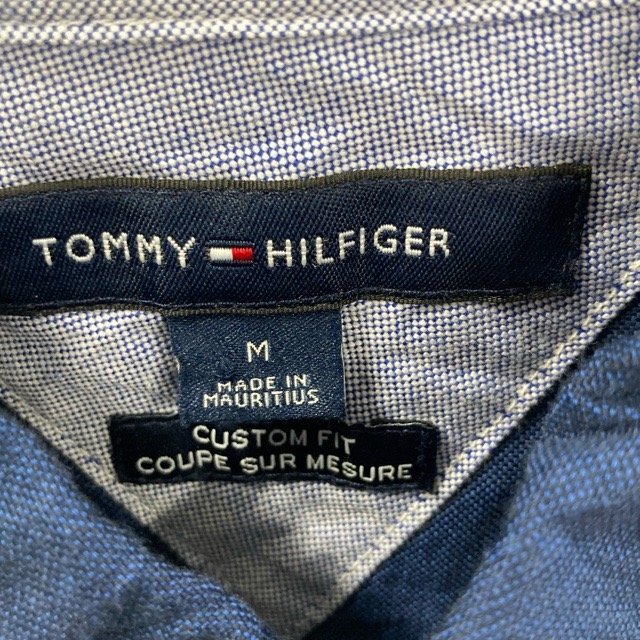 TOMMY HILFIGER
M
MADE IN
MAURITIUS
CUSTOM FIT
COUPE SUR MESURE